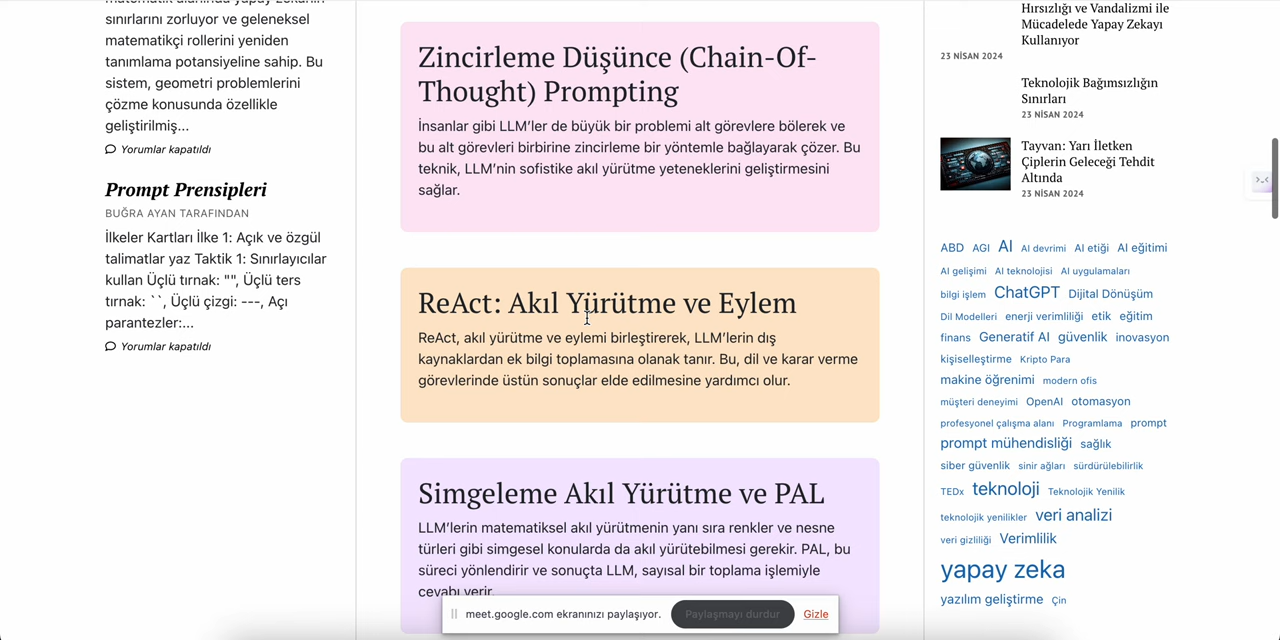 matematik alanında yapay zekanın
sınırlarını zorluyor ve geleneksel
matematikçi rollerini yeniden
tanımlama potansiyeline sahip. Bu
sistem, geometri problemlerini
çözme konusunda özellikle
geliştirilmiş...
Yorumlar kapatıldı
Prompt Prensipleri
BUĞRA AYAN TARAFINDAN
İlkeler Kartları İlke 1: Açık ve özgül
talimatlar yaz Taktik 1: Sınırlayıcılar
kullan Üçlü tırnak: "", Üçlü ters
tırnak: ``, Üçlü çizgi: ---, Açı
parantezler:...
Yorumlar kapatıldı
Zincirleme Düşünce (Chain-Of-
Thought) Prompting
İnsanlar gibi LLM’ler de büyük bir problemi alt görevlere bölerek ve
bu alt görevleri birbirine zincirleme bir yöntemle bağlayarak çözer. Bu
teknik, LLM’nin sofistike akıl yürütme yeteneklerini geliştirmesini
sağlar.
ReAct: Akıl Yürütme ve Eylem
ReAct, akıl yürütme ve eylemi birleştirerek, LLM’lerin dış
kaynaklardan ek bilgi toplamasına olanak tanır. Bu, dil ve karar verme
görevlerinde üstün sonuçlar elde edilmesine yardımcı olur.
Simgeleme Akıl Yürütme ve PAL
LLM’lerin matematiksel akıl yürütmenin yanı sıra renkler ve nesne
türleri gibi simgesel konularda da akıl yürütebilmesi gerekir. PAL, bu
süreci yönlendirir ve sonuçta LLM, sayısal bir toplama işlemiyle
cevabı verir.
meet.google.com ekranınızı paylaşıyor. Paylaşmayı durdur Gizle
Hırsızlığı ve Vandalizmi ile
Mücadelede Yapay Zekayı
Kullanıyor
23 NİSAN 2024
Teknolojik Bağımsızlığın
Sınırları
23 NİSAN 2024
Tayvan: Yarı İletken
Çiplerin Geleceği Tehdit
Altında
23 NİSAN 2024
ABD AGI AI AI devrimi AI etiği AI eğitimi
AI gelişimi AI teknolojisi AI uygulamaları
bilgi işlem ChatGPT Dijital Dönüşüm
Dil Modelleri enerji verimliliği etik eğitim
finans Generatif AI güvenlik inovasyon
kişiselleştirme Kripto Para
makine öğrenimi modern ofis
müşteri deneyimi OpenAI otomasyon
profesyonel çalışma alanı Programlama prompt
prompt mühendisliği sağlık
siber güvenlik sinir ağları sürdürülebilirlik
TEDx teknoloji Teknolojik Yenilik
teknolojik yenilikler veri analizi
veri gizliliği Verimlilik
yapay zeka
yazılım geliştirme Çin